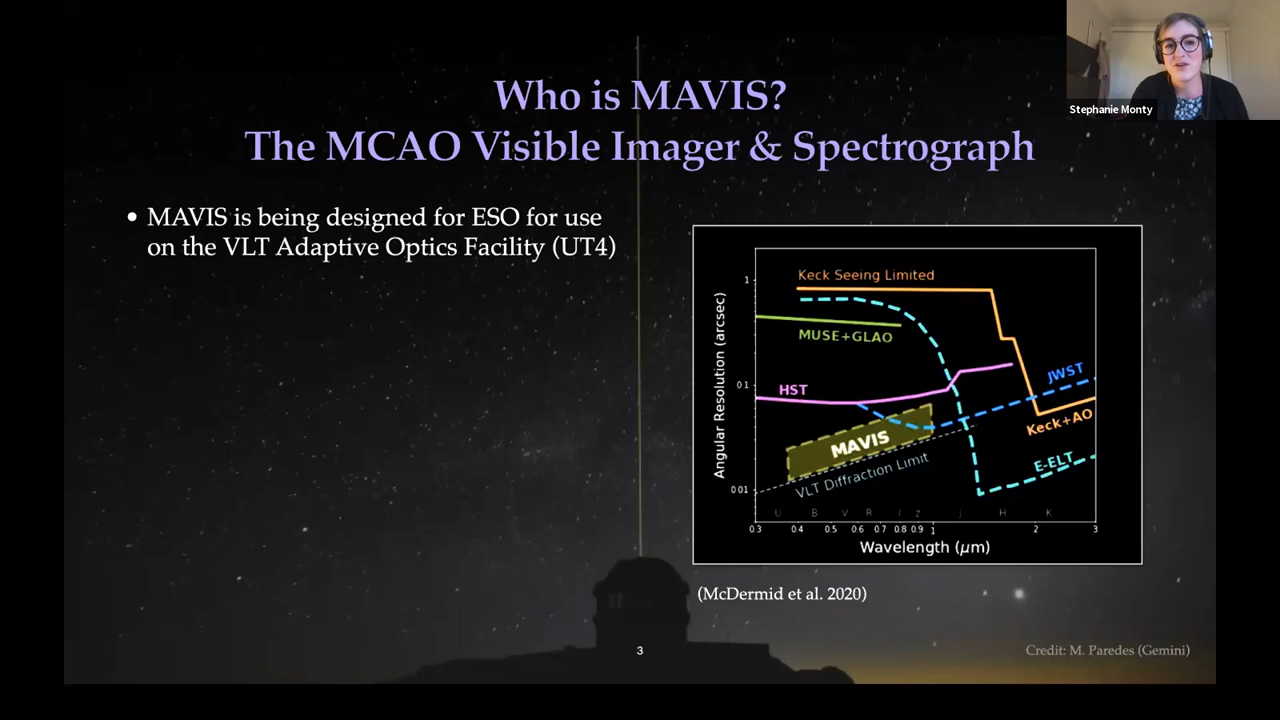 Stephanie Monty
Who is MAVIS?
The MCAO Visible Imager & Spectrograph
• MAVIS is being designed for ESO for use
on the VLT Adaptive Optics Facility (UT4)
Angular Resolution (arcsec)
1
0.1
0.01
Keck Seeing Limited
MUSE+GLAO
HST
JWST
Keck+AO
MAVIS
E-ELT
VLT Diffraction Limit
U B V R I z J H K
0.3 0.4 0.5 0.6 0.7 0.8 0.9 1 2 3
Wavelength (μm)
(McDermid et al. 2020)
3
Credit: M. Paredes (Gemini)